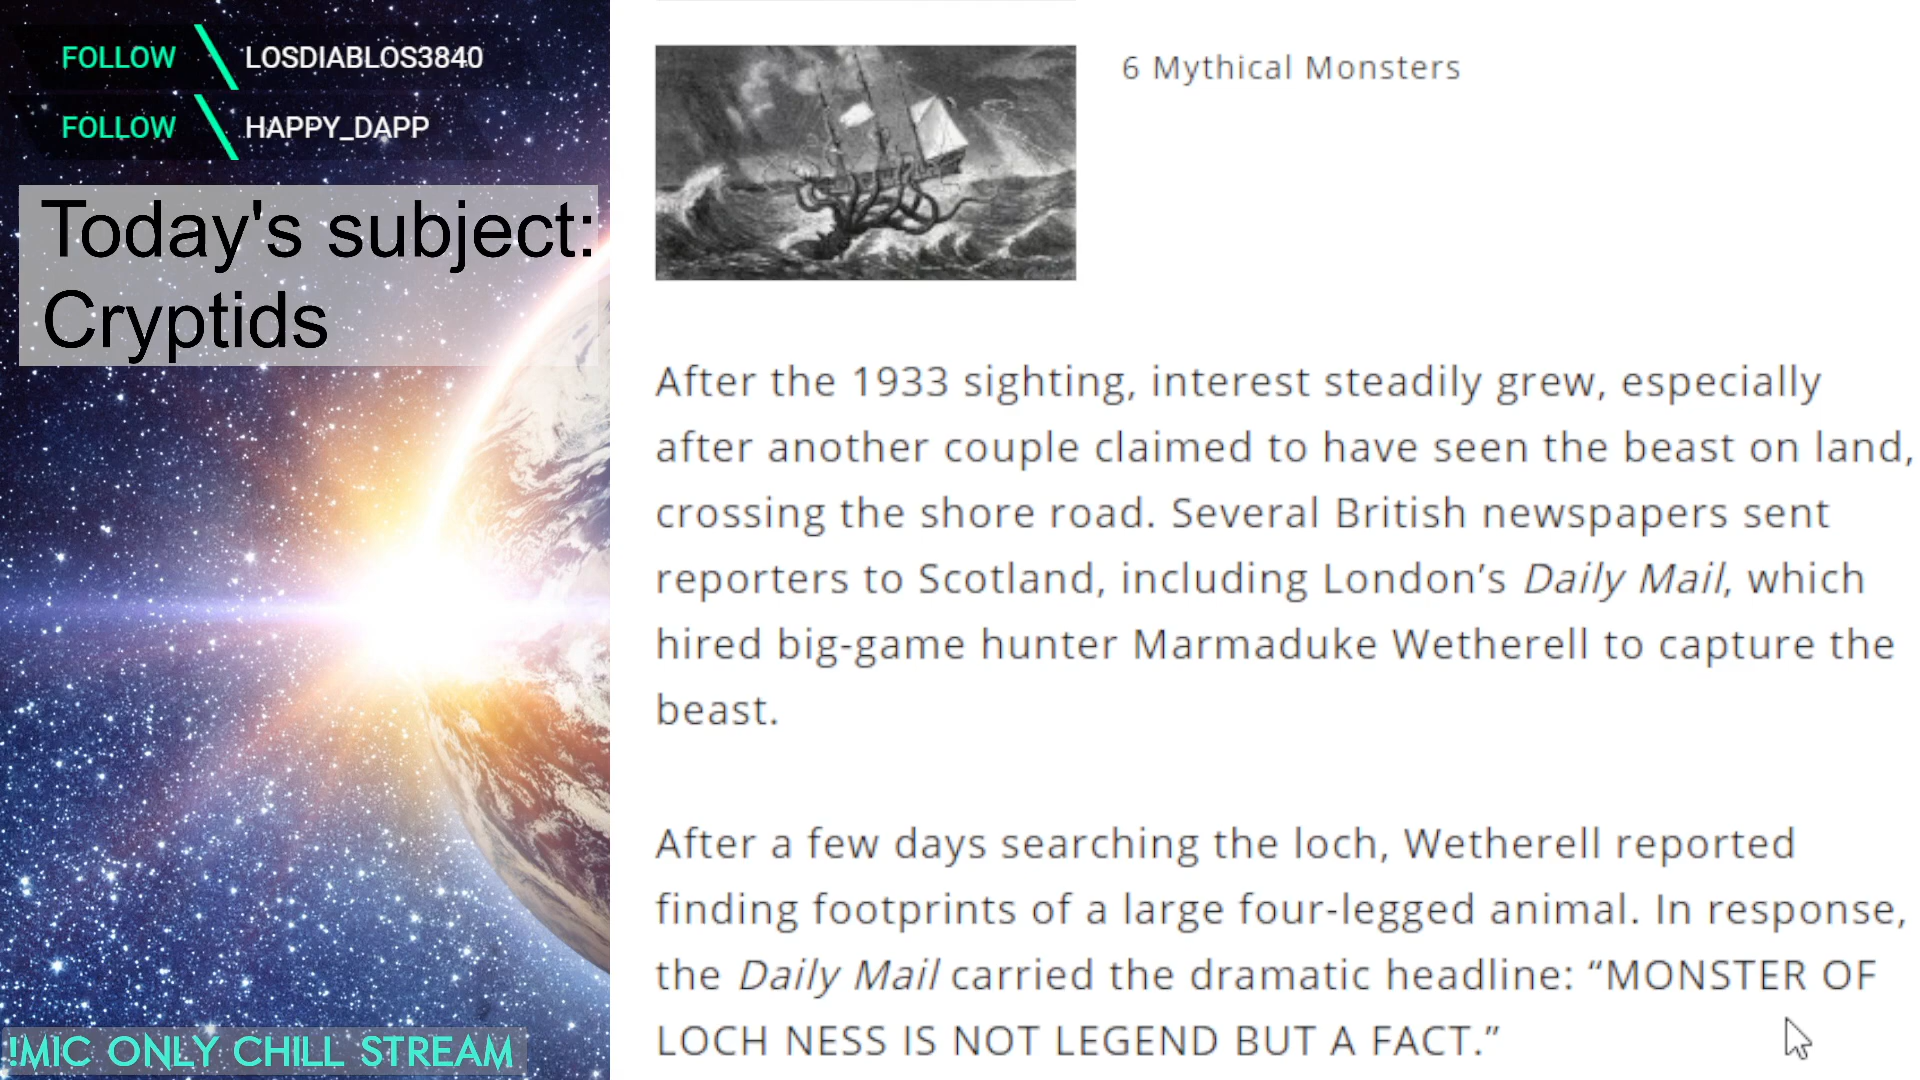 FOLLOW LOSDIABLOS3840
FOLLOW HAPPY_DAPP
Today's subject:
Cryptids
!MIC ONLY CHILL STREAM
6 Mythical Monsters
After the 1933 sighting, interest steadily grew, especially
after another couple claimed to have seen the beast on land,
crossing the shore road. Several British newspapers sent
reporters to Scotland, including London’s Daily Mail, which
hired big-game hunter Marmaduke Wetherell to capture the
beast.
After a few days searching the loch, Wetherell reported
finding footprints of a large four-legged animal. In response,
the Daily Mail carried the dramatic headline: “MONSTER OF
LOCH NESS IS NOT LEGEND BUT A FACT.”